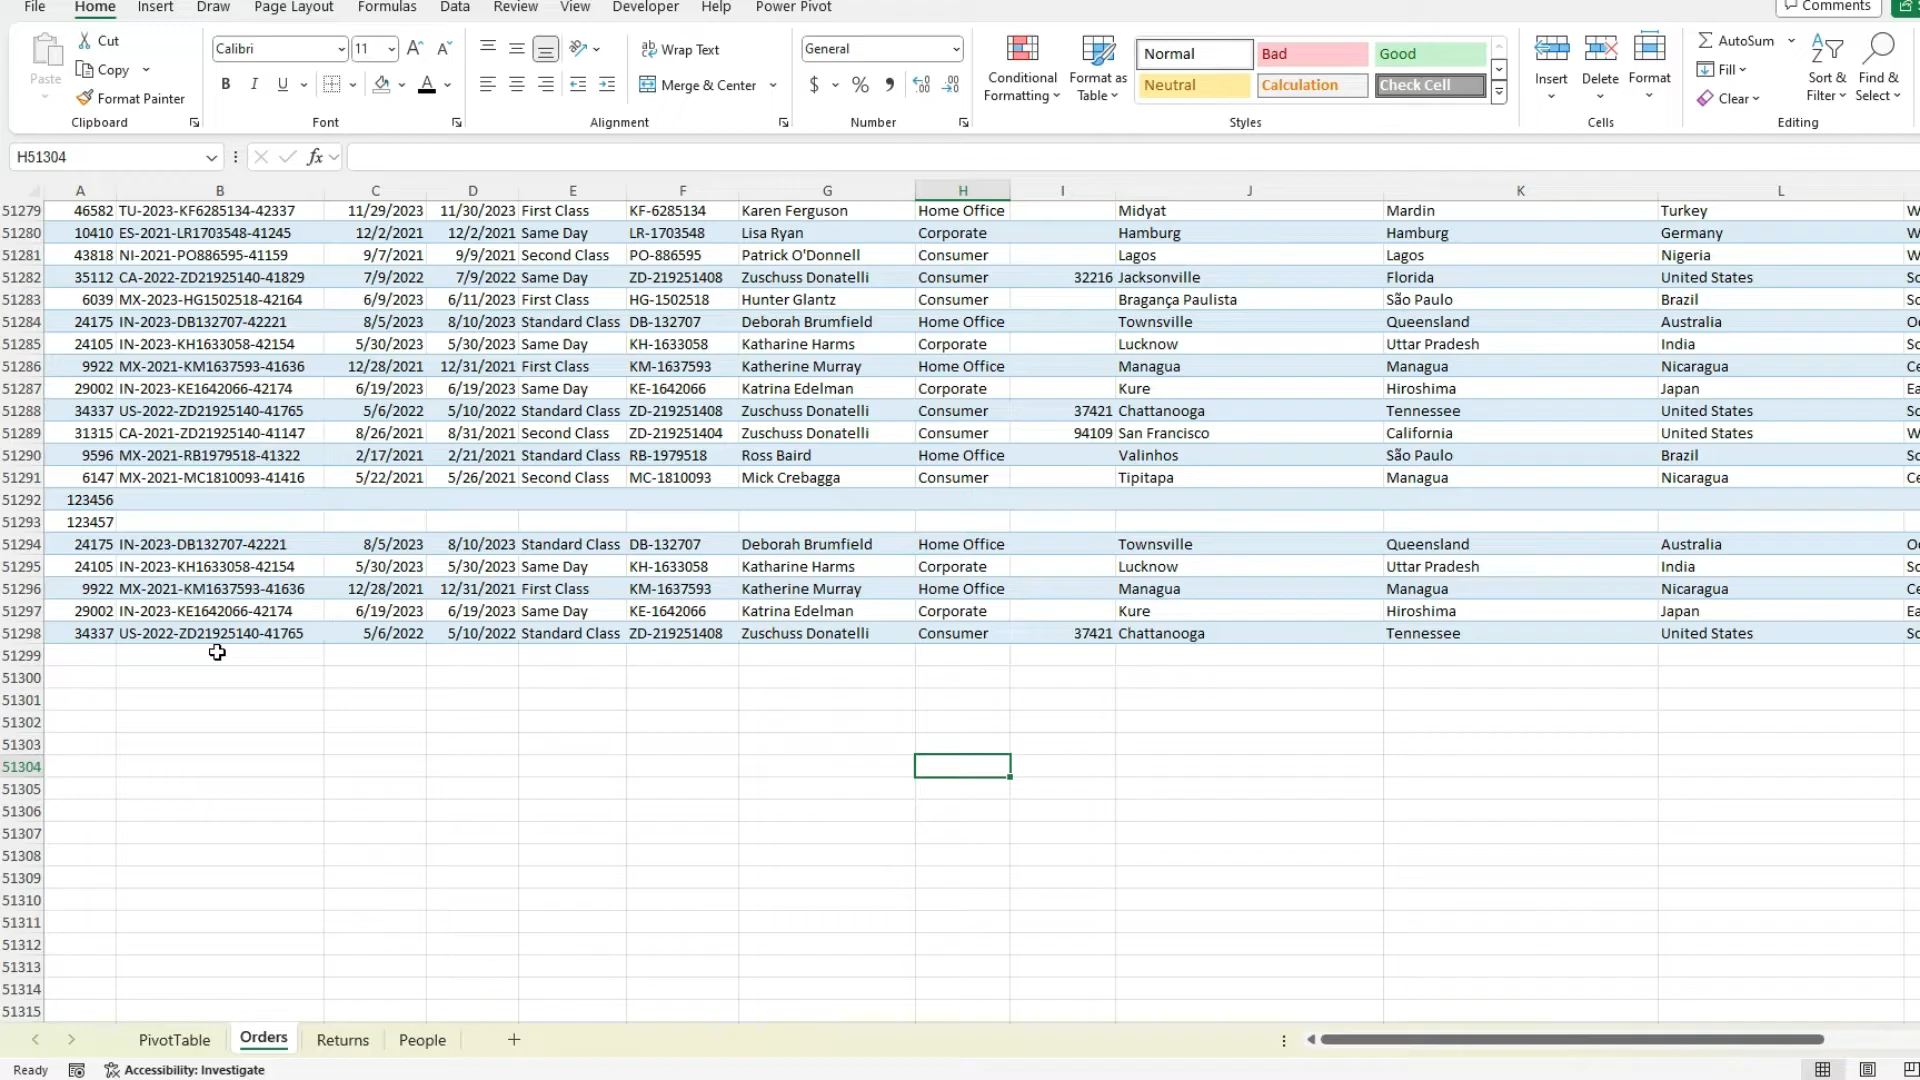 File Home Insert Draw Page Layout Formulas Data Review View Developer Help Power Pivot Comments
Paste Cut Copy Format Painter Clipboard
Calibri 11 B I U A Font
Wrap Text Merge & Center Alignment
General $ % Number
Conditional Formatting Format as Table Normal Bad Good Neutral Calculation Check Cell Styles
Insert Delete Format Cells
AutoSum Fill Clear Sort & Filter Find & Select Editing
H51304 fx
A B C D E F G H I J K L
51279 46582 TU-2023-KF6285134-42337 11/29/2023 11/30/2023 First Class KF-6285134 Karen Ferguson Home Office Midyat Mardin Turkey W
51280 10410 ES-2021-LR1703548-41245 12/2/2021 12/2/2021 Same Day LR-1703548 Lisa Ryan Corporate Hamburg Hamburg Germany W
51281 43818 NI-2021-PO886595-41159 9/7/2021 9/9/2021 Second Class PO-886595 Patrick O'Donnell Consumer Lagos Lagos Nigeria W
51282 35112 CA-2022-ZD21925140-41829 7/9/2022 7/9/2022 Same Day ZD-219251408 Zuschuss Donatelli Consumer 32216 Jacksonville Florida United States So
51283 6039 MX-2023-HG1502518-42164 6/9/2023 6/11/2023 First Class HG-1502518 Hunter Glantz Consumer Bragança Paulista São Paulo Brazil So
51284 24175 IN-2023-DB132707-42221 8/5/2023 8/10/2023 Standard Class DB-132707 Deborah Brumfield Home Office Townsville Queensland Australia O
51285 24105 IN-2023-KH1633058-42154 5/30/2023 5/30/2023 Same Day KH-1633058 Katharine Harms Corporate Lucknow Uttar Pradesh India So
51286 9922 MX-2021-KM1637593-41636 12/28/2021 12/31/2021 First Class KM-1637593 Katherine Murray Home Office Managua Managua Nicaragua Ce
51287 29002 IN-2023-KE1642066-42174 6/19/2023 6/19/2023 Same Day KE-1642066 Katrina Edelman Corporate Kure Hiroshima Japan Ea
51288 34337 US-2022-ZD21925140-41765 5/6/2022 5/10/2022 Standard Class ZD-219251408 Zuschuss Donatelli Consumer 37421 Chattanooga Tennessee United States So
51289 31315 CA-2021-ZD21925140-41147 8/26/2021 8/31/2021 Second Class ZD-219251404 Zuschuss Donatelli Consumer 94109 San Francisco California United States W
51290 9596 MX-2021-RB1979518-41322 2/17/2021 2/21/2021 Standard Class RB-1979518 Ross Baird Home Office Valinhos São Paulo Brazil So
51291 6147 MX-2021-MC1810093-41416 5/22/2021 5/26/2021 Second Class MC-1810093 Mick Crebagga Consumer Tipitapa Managua Nicaragua Ce
51292 123456
51293 123457
51294 24175 IN-2023-DB132707-42221 8/5/2023 8/10/2023 Standard Class DB-132707 Deborah Brumfield Home Office Townsville Queensland Australia O
51295 24105 IN-2023-KH1633058-42154 5/30/2023 5/30/2023 Same Day KH-1633058 Katharine Harms Corporate Lucknow Uttar Pradesh India So
51296 9922 MX-2021-KM1637593-41636 12/28/2021 12/31/2021 First Class KM-1637593 Katherine Murray Home Office Managua Managua Nicaragua Ce
51297 29002 IN-2023-KE1642066-42174 6/19/2023 6/19/2023 Same Day KE-1642066 Katrina Edelman Corporate Kure Hiroshima Japan Ea
51298 34337 US-2022-ZD21925140-41765 5/6/2022 5/10/2022 Standard Class ZD-219251408 Zuschuss Donatelli Consumer 37421 Chattanooga Tennessee United States So
51299
51300
51301
51302
51303
51304
51305
51306
51307
51308
51309
51310
51311
51312
51313
51314
51315
PivotTable Orders Returns People
Ready Accessibility: Investigate